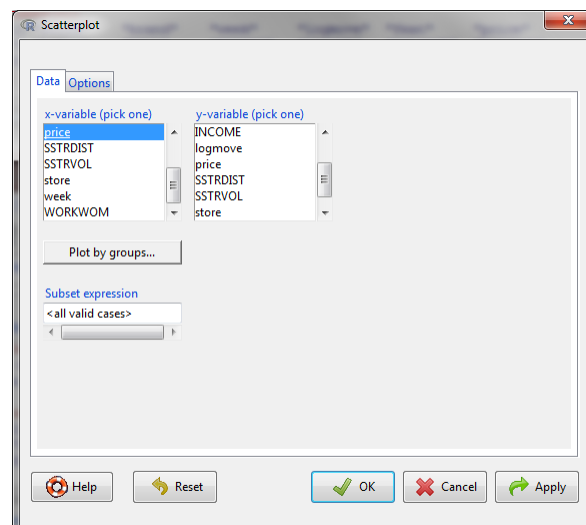 Scatterplot
Data Options
x-variable (pick one)
price
SSTRDIST
SSTRVOL
store
week
WORKWOM
y-variable (pick one)
INCOME
logmove
price
SSTRDIST
SSTRVOL
store
Plot by groups...
Subset expression
<all valid cases>
Help Reset OK Cancel Apply